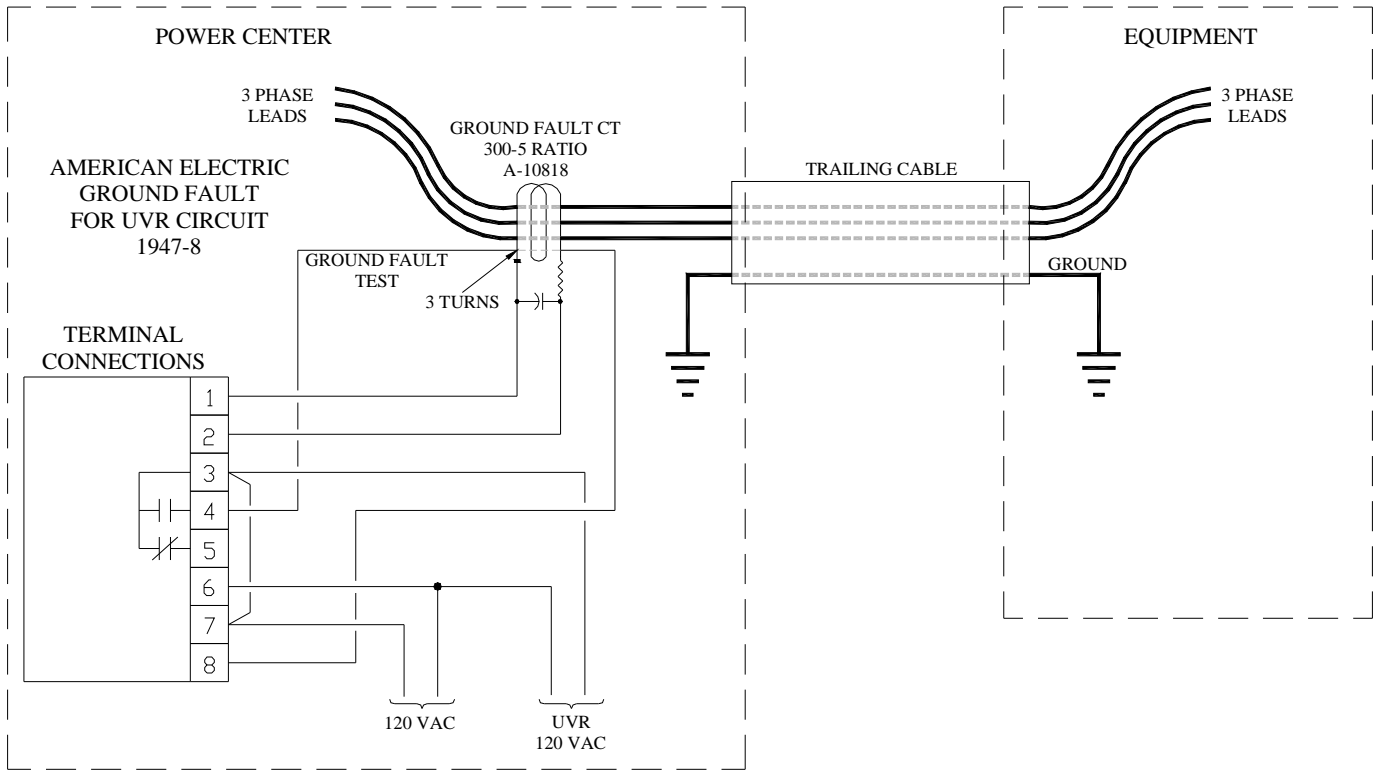 POWER CENTER
EQUIPMENT
3 PHASE
LEADS
GROUND FAULT CT
300-5 RATIO
A-10818
3 PHASE
LEADS
AMERICAN ELECTRIC
GROUND FAULT
FOR UVR CIRCUIT
1947-8
TRAILING CABLE
GROUND FAULT
TEST
3 TURNS
GROUND
TERMINAL
CONNECTIONS
1
2
3
4
5
6
7
8
120 VAC
UVR
120 VAC